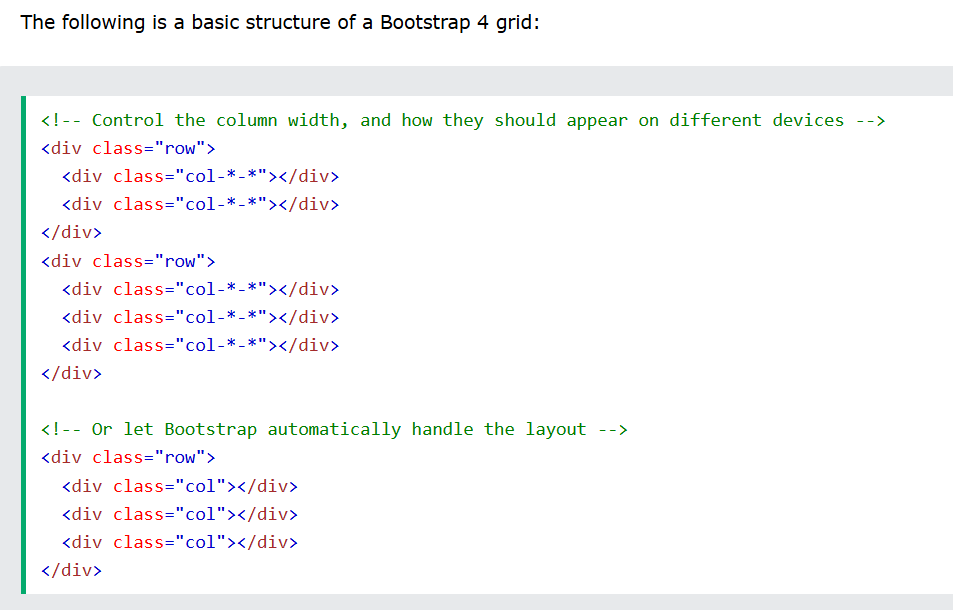 The following is a basic structure of a Bootstrap 4 grid:
<!-- Control the column width, and how they should appear on different devices -->
<div class="row">
  <div class="col-*-*"></div>
  <div class="col-*-*"></div>
</div>
<div class="row">
  <div class="col-*-*"></div>
  <div class="col-*-*"></div>
  <div class="col-*-*"></div>
</div>

<!-- Or let Bootstrap automatically handle the layout -->
<div class="row">
  <div class="col"></div>
  <div class="col"></div>
  <div class="col"></div>
</div>